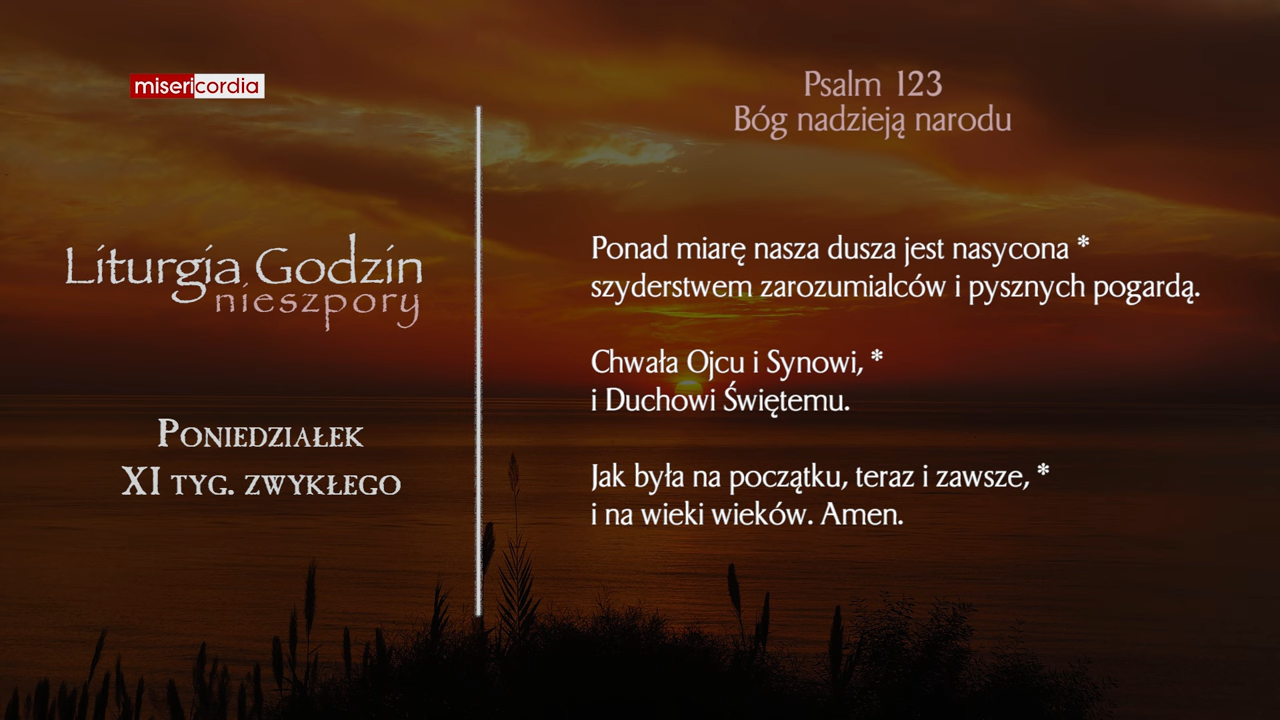 misericordia
Liturgia Godzin
nieszpory
Poniedziałek
XI tyg. zwykłego
Psalm 123
Bóg nadzieją narodu
Ponad miarę nasza dusza jest nasycona *
szyderstwem zarozumialców i pysznych pogardą.
Chwała Ojcu i Synowi, *
i Duchowi Świętemu.
Jak była na początku, teraz i zawsze, *
i na wieki wieków. Amen.